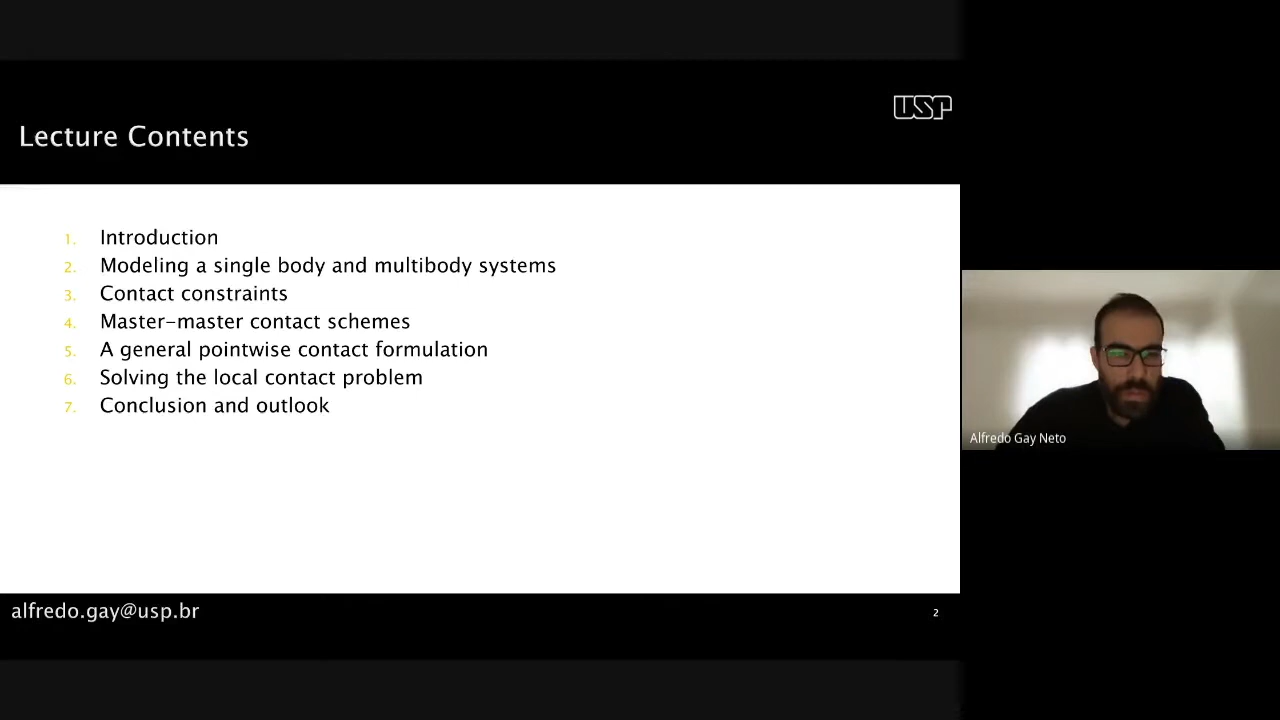 USP
Lecture Contents
1. Introduction
2. Modeling a single body and multibody systems
3. Contact constraints
4. Master-master contact schemes
5. A general pointwise contact formulation
6. Solving the local contact problem
7. Conclusion and outlook
Alfredo Gay Neto
alfredo.gay@usp.br
2